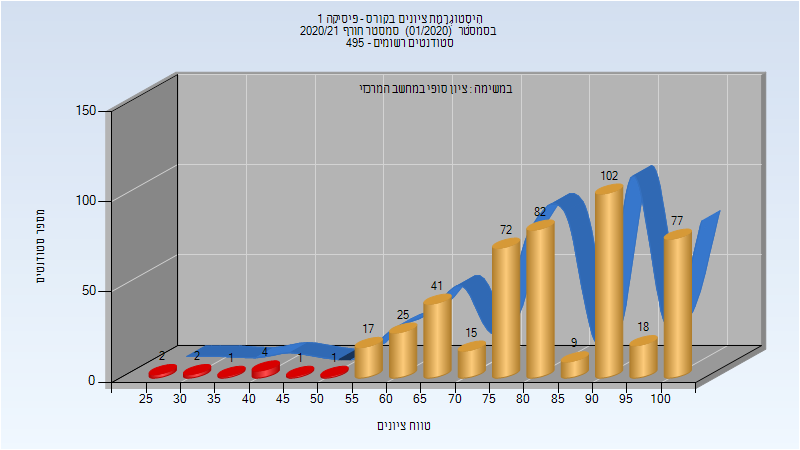 היסטוגרמת ציונים בקורס - פיסיקה 1
בסמסטר (01/2020) סמסטר חורף 2020/21
סטודנטים רשומים - 495
במשימה : ציון סופי במחשב המרכזי
מספר סטודנטים
150
100
50
0
2 2 1 4 1 1 17 25 41 15 72 82 9 102 18 77
25 30 35 40 45 50 55 60 65 70 75 80 85 90 95 100
טווח ציונים